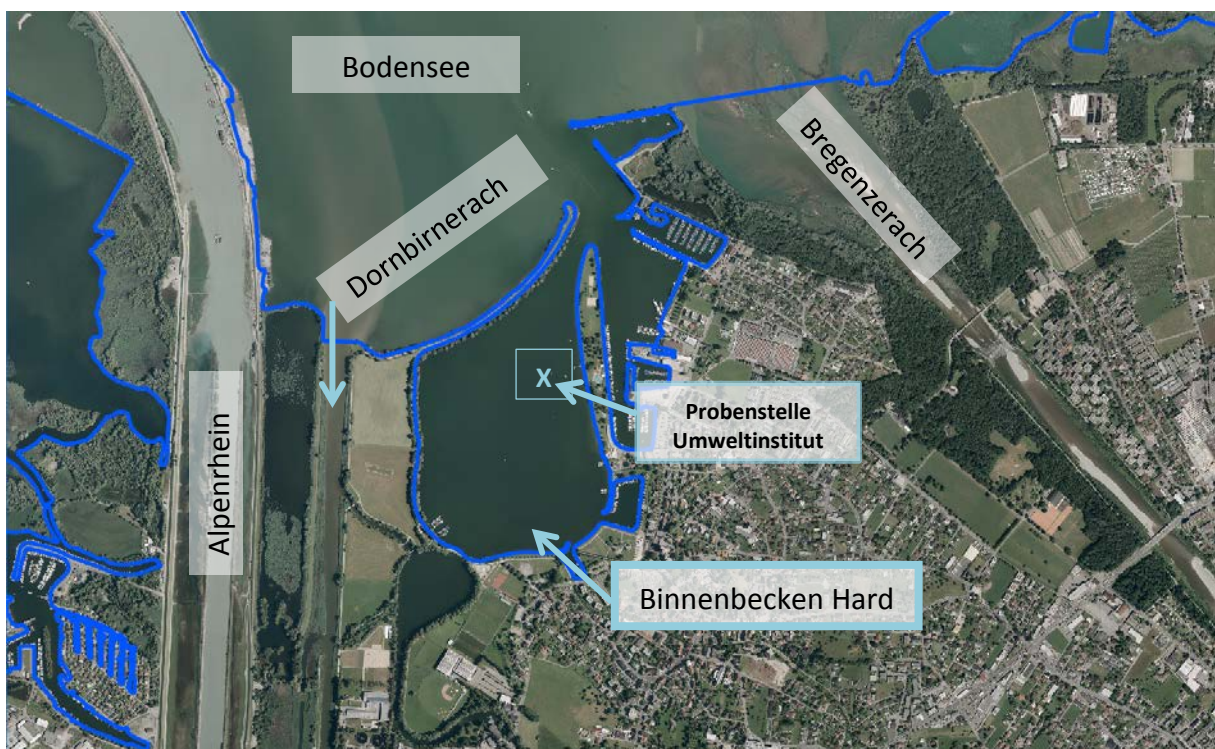 Bodensee
Dornbirnerach
Bregenzerach
X
Probenstelle
Umweltinstitut
Alpenrhein
Binnenbecken Hard